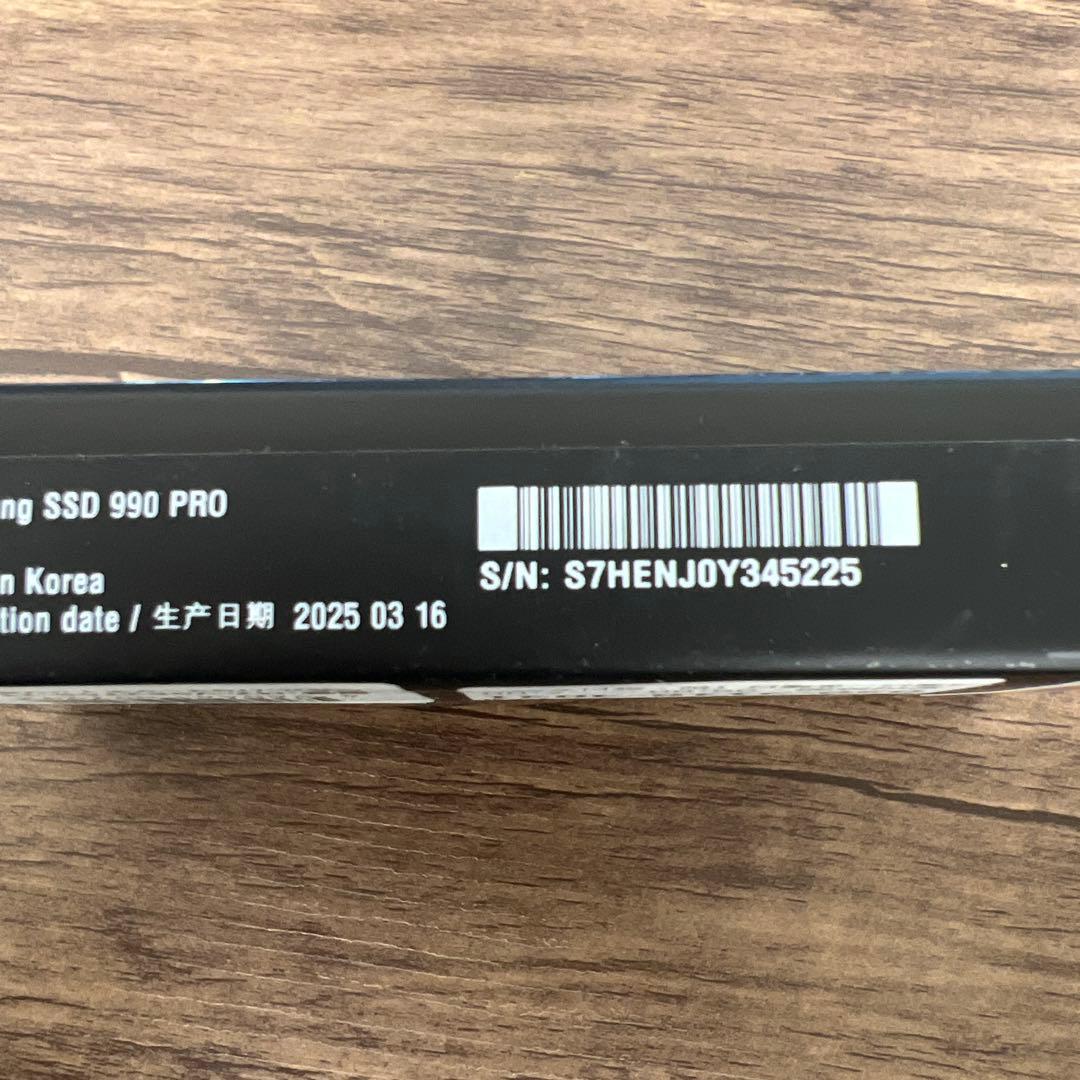 ng SSD 990 PRO
n Korea
tion date / 生产日期 2025 03 16
S/N: S7HENJ0Y345225